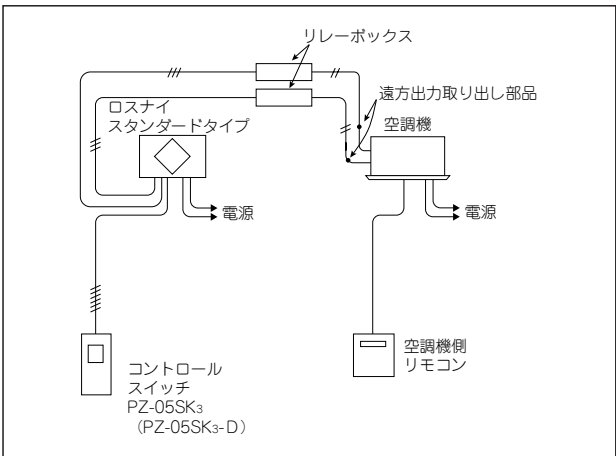 リレーボックス
遠方出力取り出し部品
ロスナイ
スタンダードタイプ
空調機
電源
電源
コントロール
スイッチ
PZ-05SK3
（PZ-05SK3-D）
空調機側
リモコン